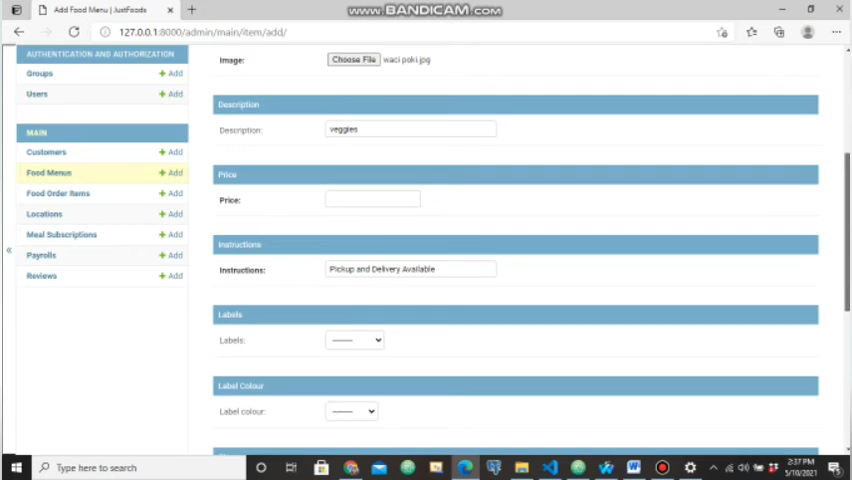 Add Food Menu | JustFoods
WWW.BANDICAM.COM
127.0.0.1:8000/admin/main/item/add/
AUTHENTICATION AND AUTHORIZATION
Groups + Add
Users + Add
MAIN
Customers + Add
Food Menus + Add
Food Order Items + Add
Locations + Add
Meal Subscriptions + Add
Payrolls + Add
Reviews + Add
«
Image: Choose File waci poki.jpg
Description
Description: veggies
Price
Price:
Instructions
Instructions: Pickup and Delivery Available
Labels
Labels: ---------
Label Colour
Label colour: ---------
Type here to search
2:37 PM
5/10/2021